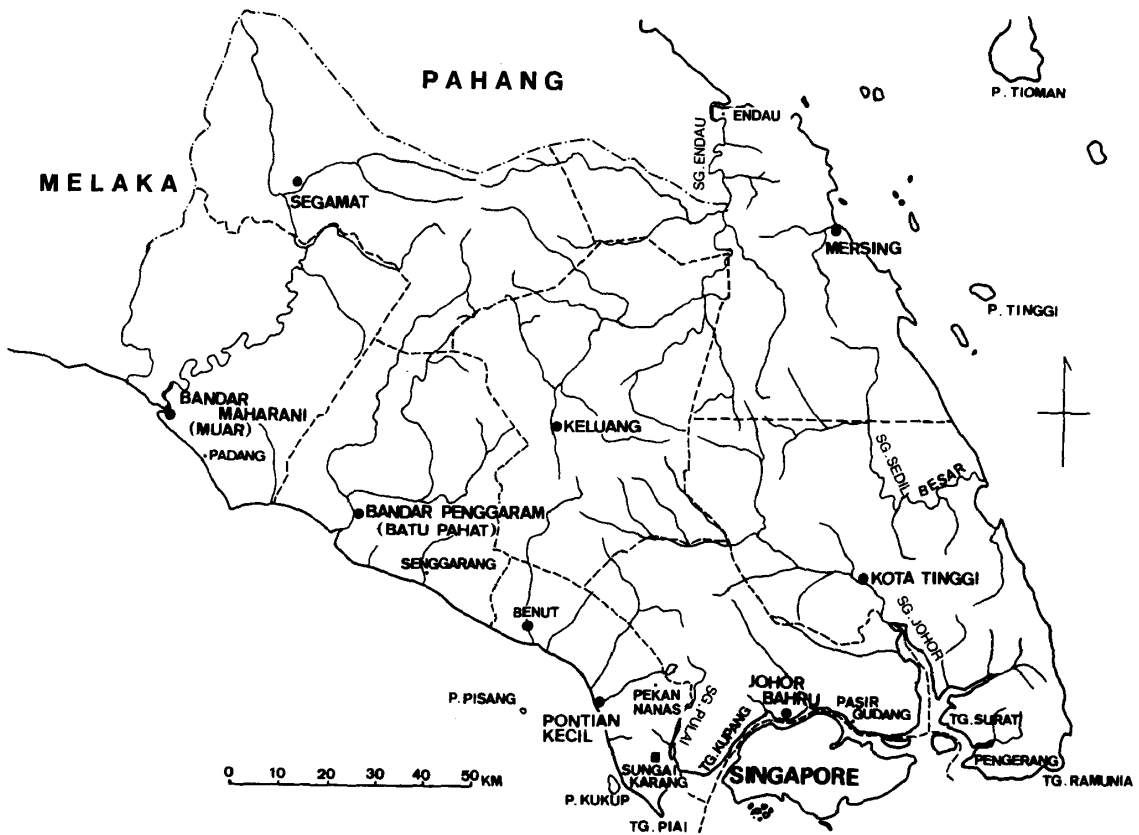 PAHANG
P. TIOMAN
SG. ENDAU
ENDAU
MELAKA
SEGAMAT
MERSING
P. TINGGI
BANDAR
MAHARANI
(MUAR)
PADANG
KELUANG
SG. SEDILI
BESAR
BANDAR PENGGARAM
(BATU PAHAT)
SENGGARANG
KOTA TINGGI
BENUT
SG. JOHOR
P. PISANG
PEKAN
NANAS
SG. PULAI
JOHOR
BAHRU
PASIR
GUDANG
PONTIAN
KECIL
TG. KUPANG
TG. SURAT
SUNGAI
KARANG
SINGAPORE
PENGERANG
TG. RAMUNIA
P. KUKUP
TG. PIAI
0 10 20 30 40 50 KM